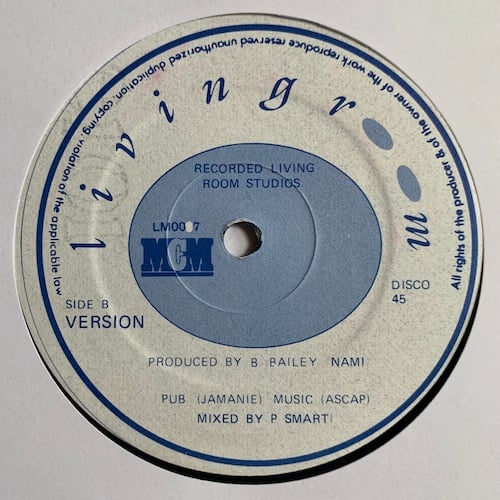 livingroom
All rights of the producer & of the owner of the work reproduce reserved unauthorized duplication. copying violation of the applicable law
RECORDED LIVING
ROOM STUDIOS
LM0007
MCM
SIDE B
VERSION
DISCO
45
PRODUCED BY B BAILEY NAMI
PUB (JAMANIE) MUSIC (ASCAP)
MIXED BY P SMART